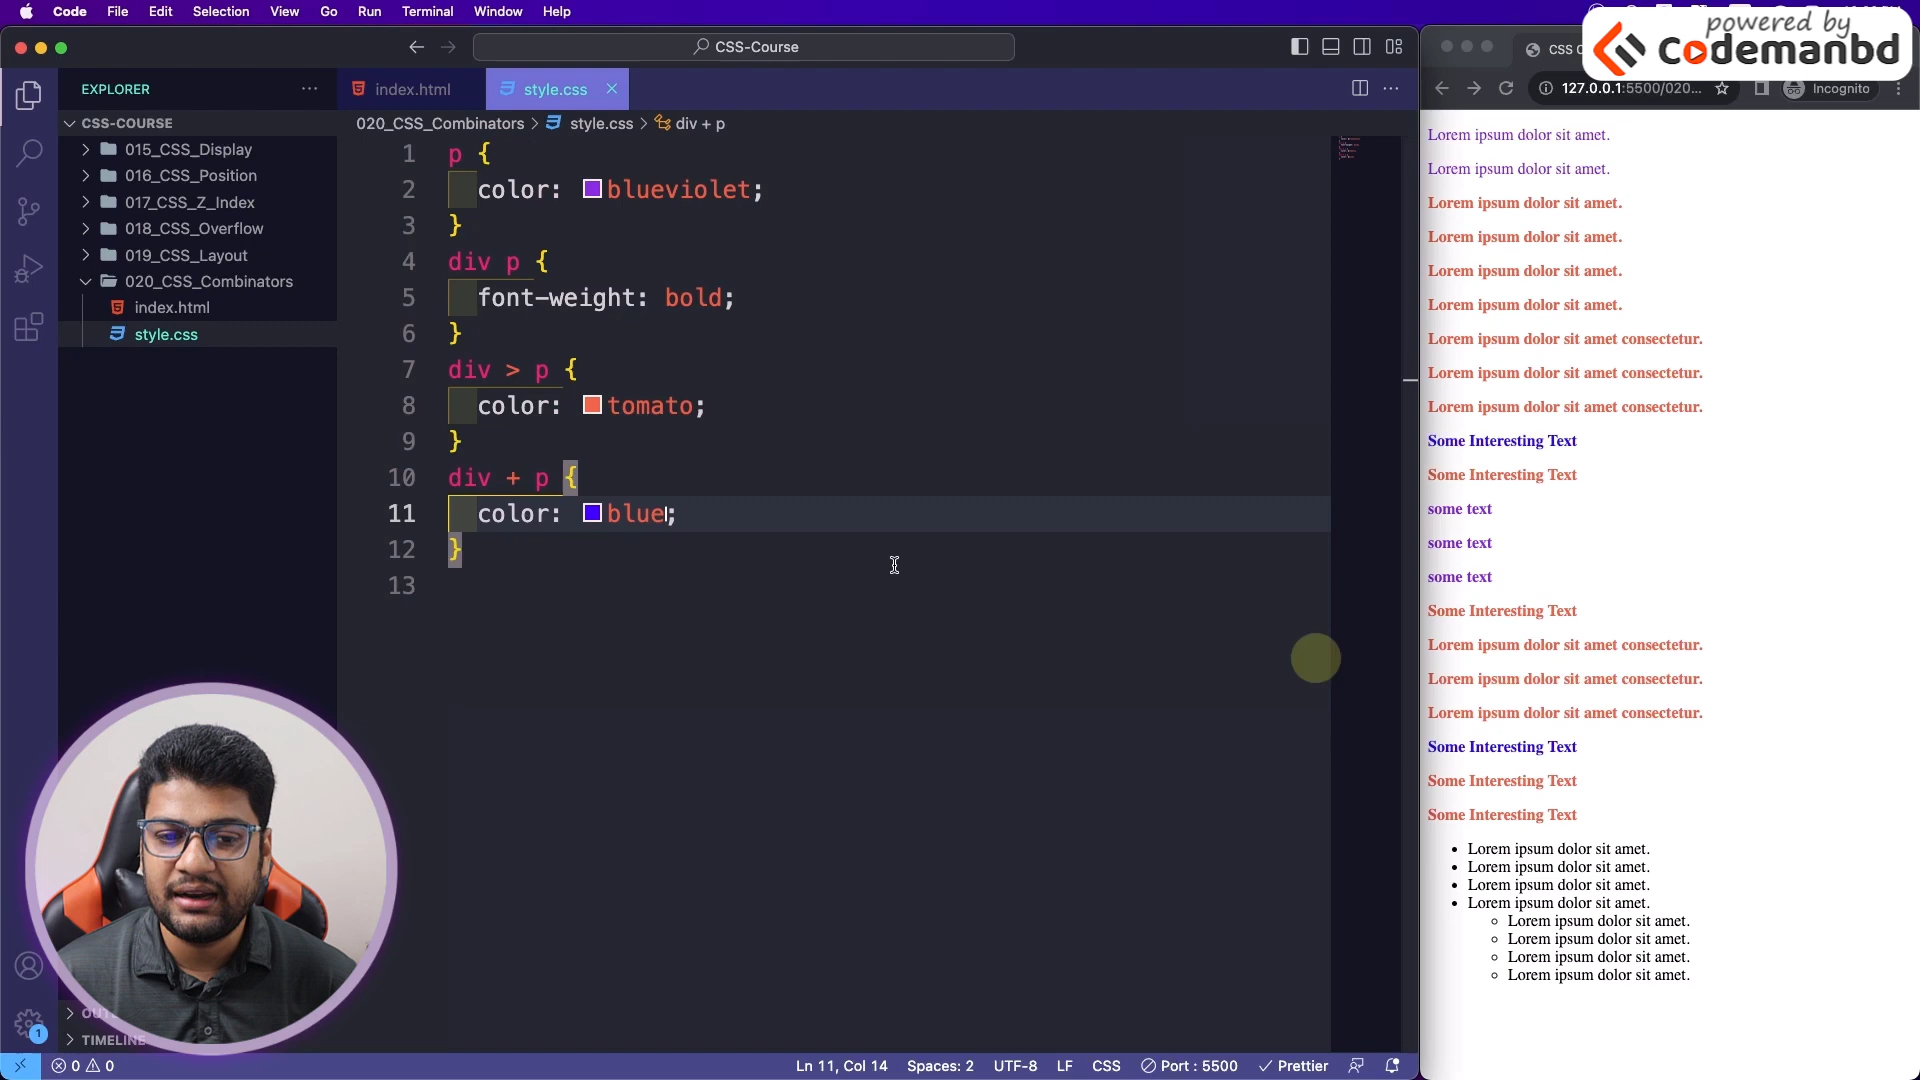 Code File Edit Selection View Go Run Terminal Window Help
powered by
Codemanbd
CSS-Course
CSS C
EXPLORER
index.html
style.css
127.0.0.1:5500/020...
Incognito
CSS-COURSE
020_CSS_Combinators > style.css > div + p
015_CSS_Display
016_CSS_Position
017_CSS_Z_Index
018_CSS_Overflow
019_CSS_Layout
020_CSS_Combinators
index.html
style.css
1 p {
2 color: blueviolet;
3 }
4 div p {
5 font-weight: bold;
6 }
7 div > p {
8 color: tomato;
9 }
10 div + p {
11 color: blue;
12 }
13
Lorem ipsum dolor sit amet.
Lorem ipsum dolor sit amet.
Lorem ipsum dolor sit amet.
Lorem ipsum dolor sit amet.
Lorem ipsum dolor sit amet.
Lorem ipsum dolor sit amet.
Lorem ipsum dolor sit amet consectetur.
Lorem ipsum dolor sit amet consectetur.
Lorem ipsum dolor sit amet consectetur.
Some Interesting Text
Some Interesting Text
some text
some text
some text
Some Interesting Text
Lorem ipsum dolor sit amet consectetur.
Lorem ipsum dolor sit amet consectetur.
Lorem ipsum dolor sit amet consectetur.
Some Interesting Text
Some Interesting Text
Some Interesting Text
Lorem ipsum dolor sit amet.
Lorem ipsum dolor sit amet.
Lorem ipsum dolor sit amet.
Lorem ipsum dolor sit amet.
Lorem ipsum dolor sit amet.
Lorem ipsum dolor sit amet.
Lorem ipsum dolor sit amet.
Lorem ipsum dolor sit amet.
TIMELINE
1
0 0
Ln 11, Col 14 Spaces: 2 UTF-8 LF CSS Port : 5500 Prettier